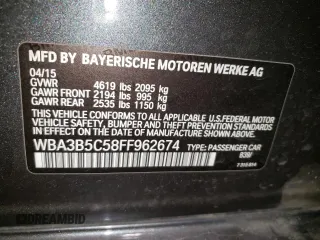 MFD BY BAYERISCHE MOTOREN WERKE AG
04/15
GVWR 4619 lbs 2095 kg
GAWR FRONT 2194 lbs 995 kg
GAWR REAR 2535 lbs 1150 kg
THIS VEHICLE CONFORMS TO ALL
APPLICABLE U.S.FEDERAL MOTOR
VEHICLE SAFETY, BUMPER, AND THEFT
PREVENTION STANDARDS IN EFFECT ON THE
DATE OF MANUFACTURE SHOWN ABOVE.
WBA3B5C58FF962674 TYPE: PASSENGER CAR
B39/
DREAMBID